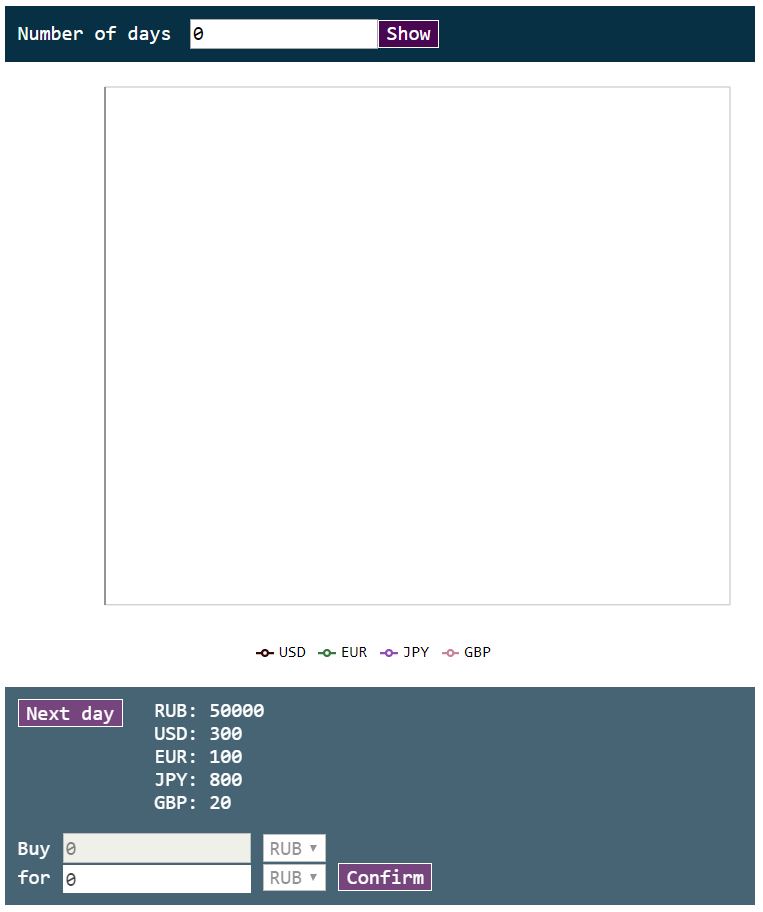 Number of days 0 Show
USD EUR JPY GBP
Next day
RUB: 50000
USD: 300
EUR: 100
JPY: 800
GBP: 20
Buy 0 RUB
for 0 RUB Confirm